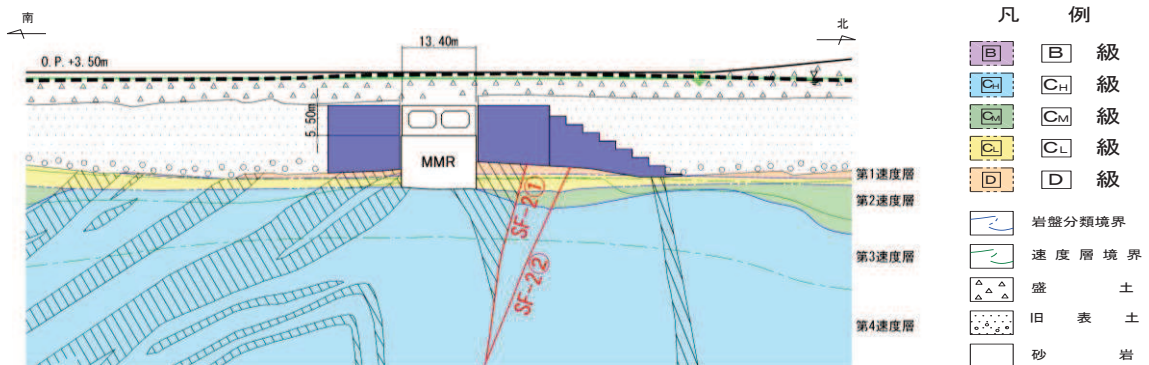 南
北
O.P.+3.50m
13.40m
5.50m
MMR
SF-2①
SF-2②
第1速度層
第2速度層
第3速度層
第4速度層
凡 例
B B 級
CH CH 級
CM CM 級
CL CL 級
D D 級
岩盤分類境界
速度層境界
盛 土
旧 表 土
砂 岩